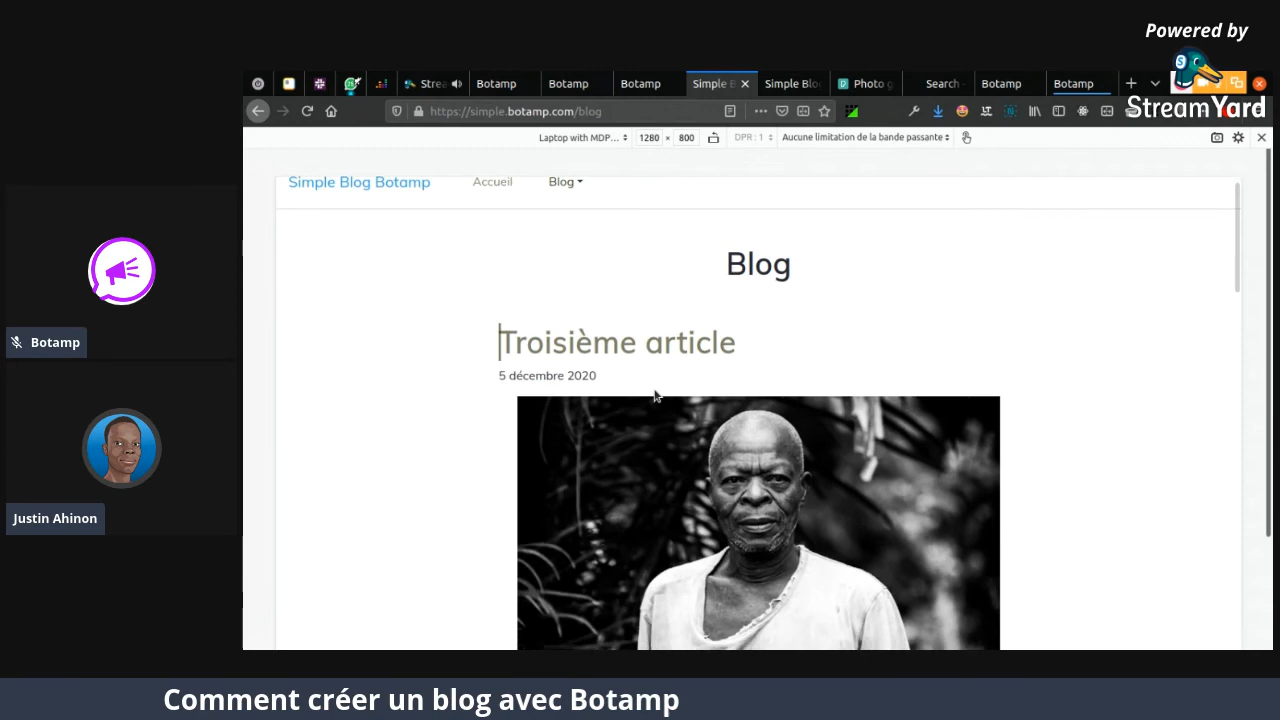 Powered by
StreamYard
Strea
Botamp
Botamp
Botamp
Simple B
Simple Blo
Photo g
Search
Botamp
Botamp
https://simple.botamp.com/blog
Laptop with MDP...
1280 × 800
DPR : 1
Aucune limitation de la bande passante
Simple Blog Botamp
Accueil
Blog
Blog
Troisième article
5 décembre 2020
Botamp
Justin Ahinon
Comment créer un blog avec Botamp